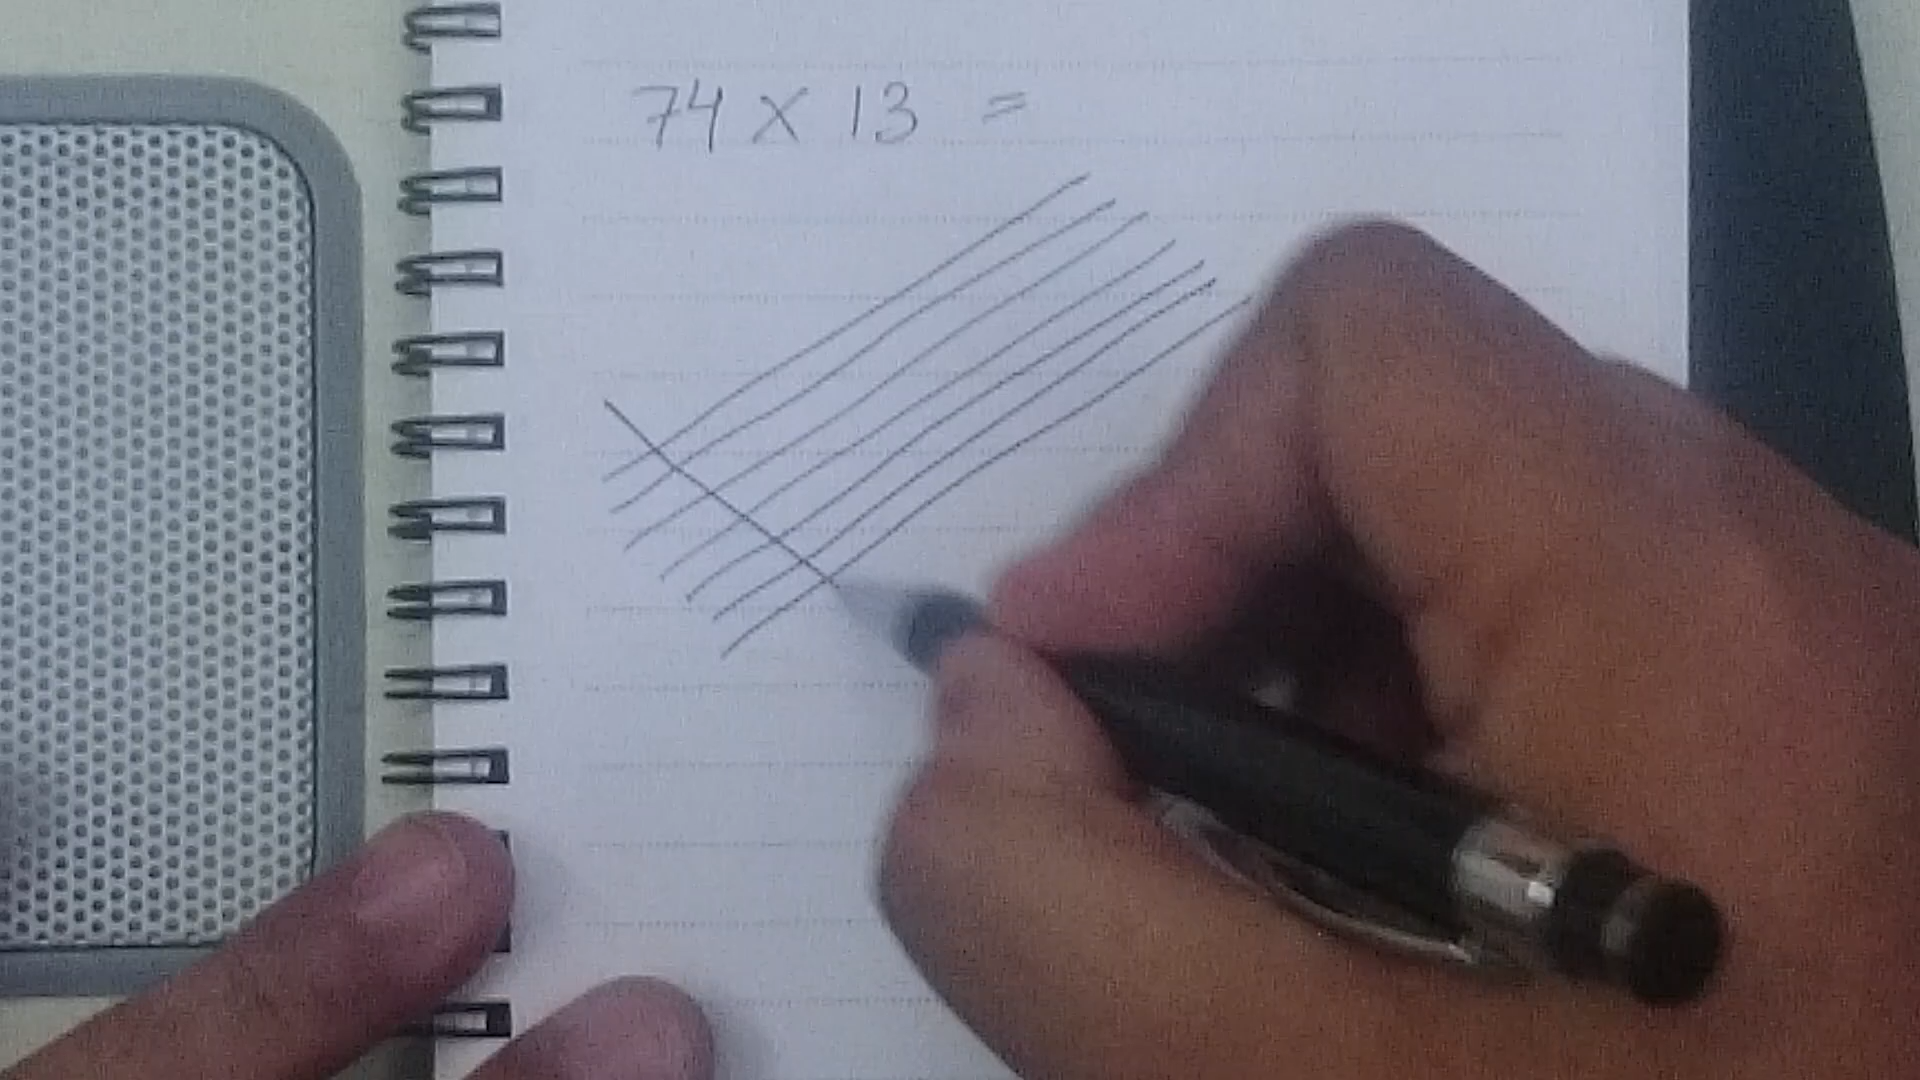 74 × 13 =